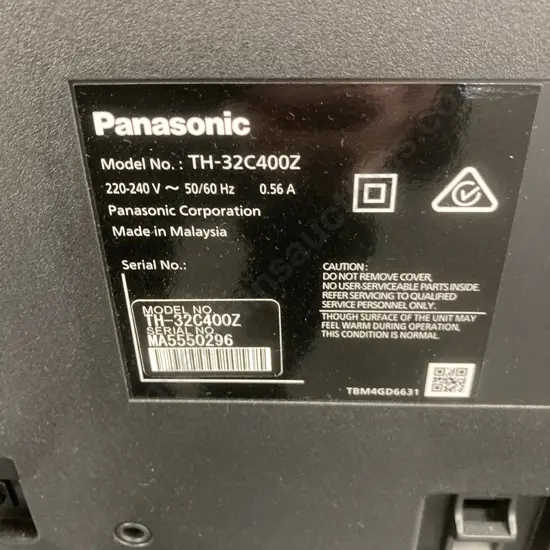 Panasonic
Model No. : TH-32C400Z
220-240 V ~ 50/60 Hz 0.56 A
Panasonic Corporation
Made in Malaysia
Serial No.:
MODEL NO.
TH-32C400Z
SERIAL NO.
MA5550296
CAUTION:
DO NOT REMOVE COVER,
NO USER-SERVICEABLE PARTS INSIDE.
REFER SERVICING TO QUALIFIED
SERVICE PERSONNEL ONLY.
THOUGH SURFACE OF THE UNIT MAY
FEEL WARM DURING OPERATION,
THIS CONDITION IS NORMAL.
TBM4GD6631